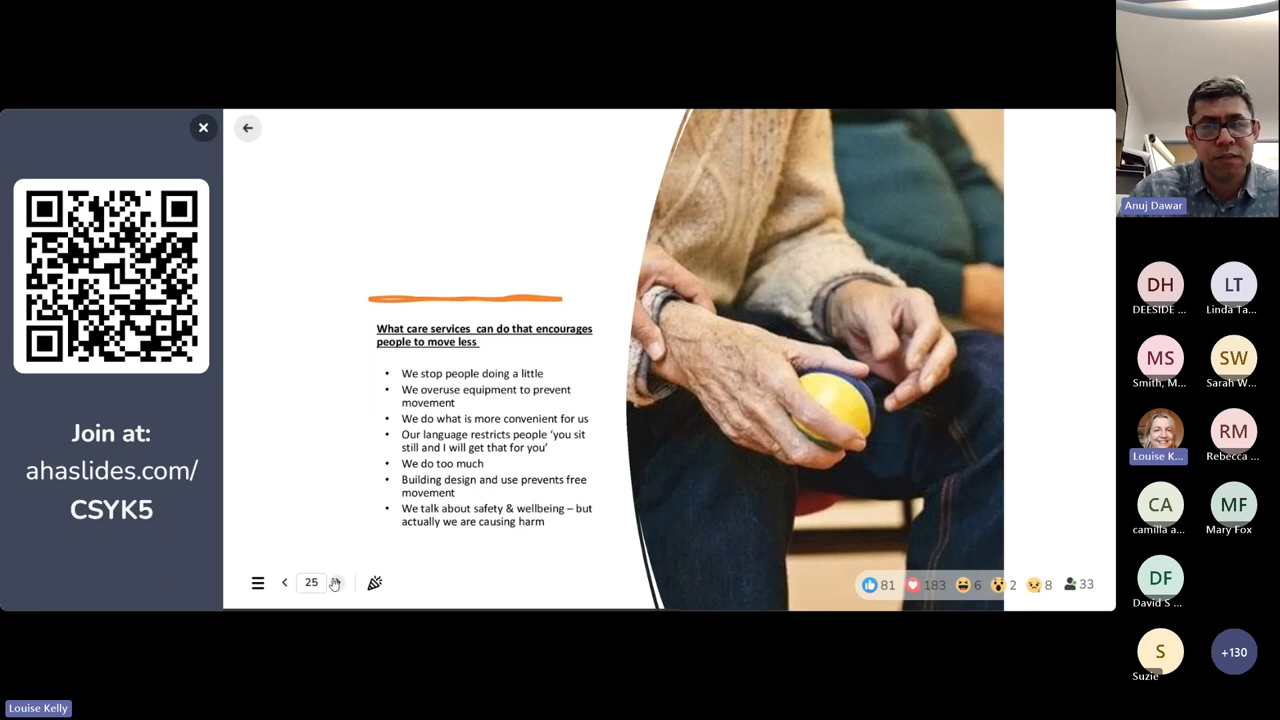 Join at:
ahaslides.com/
CSYK5
What care services can do that encourages
people to move less
• We stop people doing a little
• We overuse equipment to prevent
movement
• We do what is more convenient for us
• Our language restricts people ‘you sit
still and I will get that for you’
• We do too much
• Building design and use prevents free
movement
• We talk about safety & wellbeing – but
actually we are causing harm
25
81 183 6 2 8 33
Anuj Dawar
DH LT
DEESIDE ... Linda Ta...
MS SW
Smith, M... Sarah W...
RM
Louise K... Rebecca ...
CA MF
camilla a... Mary Fox
DF
David S ...
S +130
Suzie
Louise Kelly